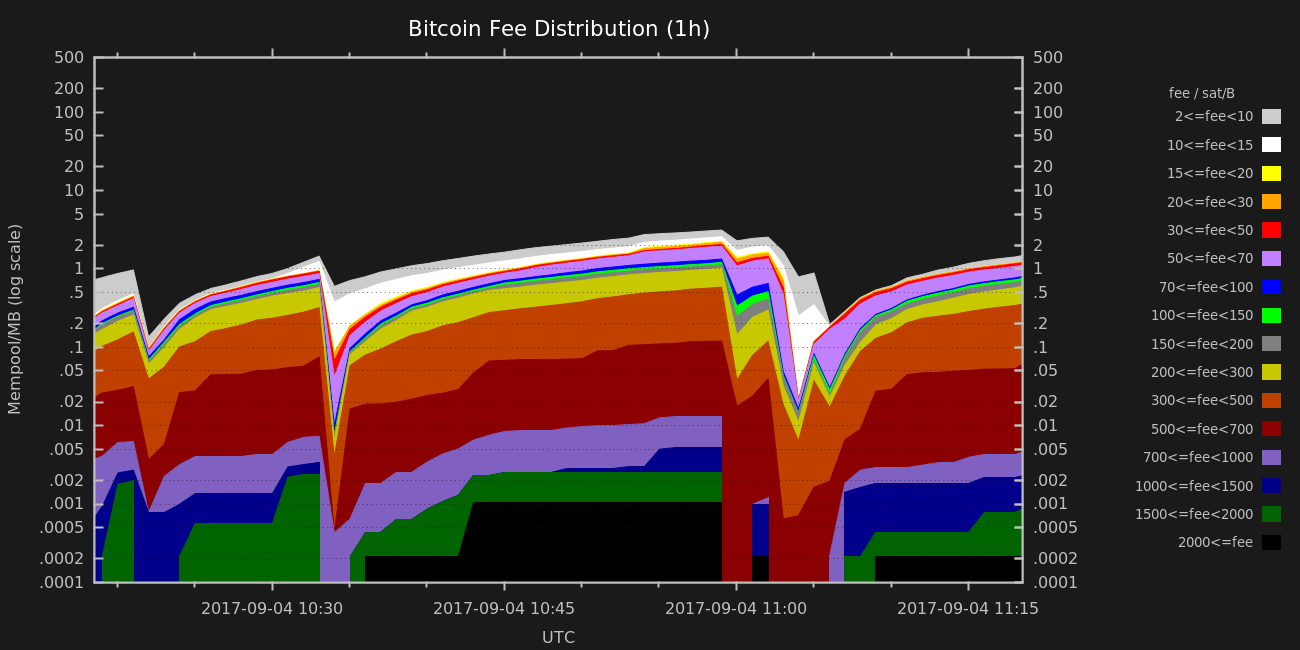 Bitcoin Fee Distribution (1h)
Mempool/MB (log scale)
500
200
100
50
20
10
5
2
1
.5
.2
.1
.05
.02
.01
.005
.002
.001
.0005
.0002
.0001
500
200
100
50
20
10
5
2
1
.5
.2
.1
.05
.02
.01
.005
.002
.001
.0005
.0002
.0001
2017-09-04 10:30
2017-09-04 10:45
2017-09-04 11:00
2017-09-04 11:15
UTC
fee / sat/B
2<=fee<10
10<=fee<15
15<=fee<20
20<=fee<30
30<=fee<50
50<=fee<70
70<=fee<100
100<=fee<150
150<=fee<200
200<=fee<300
300<=fee<500
500<=fee<700
700<=fee<1000
1000<=fee<1500
1500<=fee<2000
2000<=fee